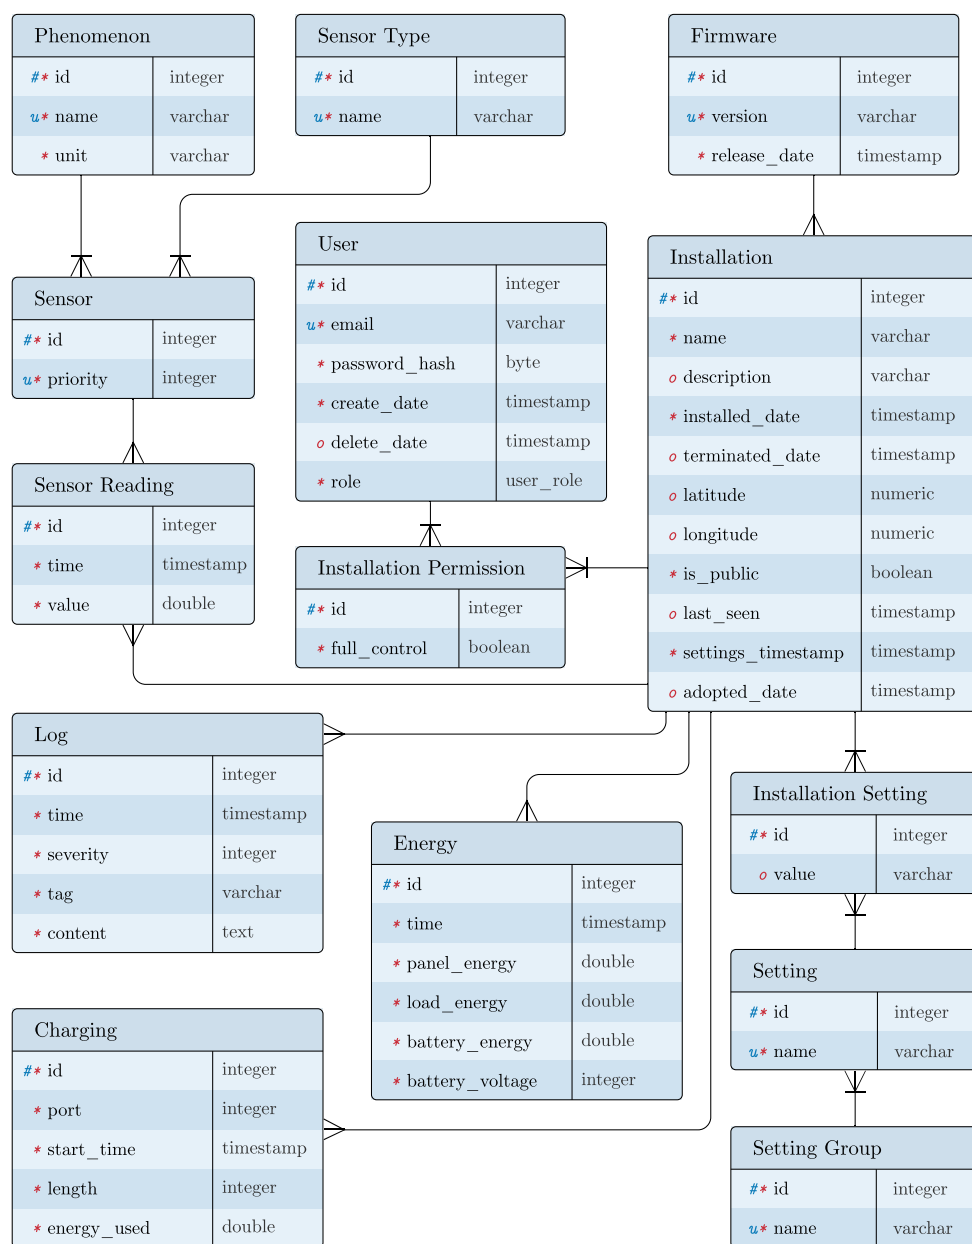 Phenomenon
#* id integer
u* name varchar
* unit varchar
Sensor Type
#* id integer
u* name varchar
Firmware
#* id integer
u* version varchar
* release_date timestamp
Sensor
#* id integer
u* priority integer
User
#* id integer
u* email varchar
* password_hash byte
* create_date timestamp
o delete_date timestamp
* role user_role
Installation
#* id integer
* name varchar
o description varchar
* installed_date timestamp
o terminated_date timestamp
o latitude numeric
o longitude numeric
* is_public boolean
o last_seen timestamp
* settings_timestamp timestamp
o adopted_date timestamp
Sensor Reading
#* id integer
* time timestamp
* value double
Installation Permission
#* id integer
* full_control boolean
Log
#* id integer
* time timestamp
* severity integer
* tag varchar
* content text
Energy
#* id integer
* time timestamp
* panel_energy double
* load_energy double
* battery_energy double
* battery_voltage integer
Installation Setting
#* id integer
o value varchar
Setting
#* id integer
u* name varchar
Charging
#* id integer
* port integer
* start_time timestamp
* length integer
* energy_used double
Setting Group
#* id integer
u* name varchar